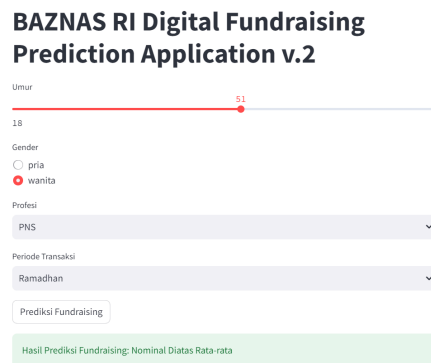 BAZNAS RI Digital Fundraising
Prediction Application v.2
Umur
51
18
Gender
pria
wanita
Profesi
PNS
Periode Transaksi
Ramadhan
Prediksi Fundraising
Hasil Prediksi Fundraising: Nominal Diatas Rata-rata